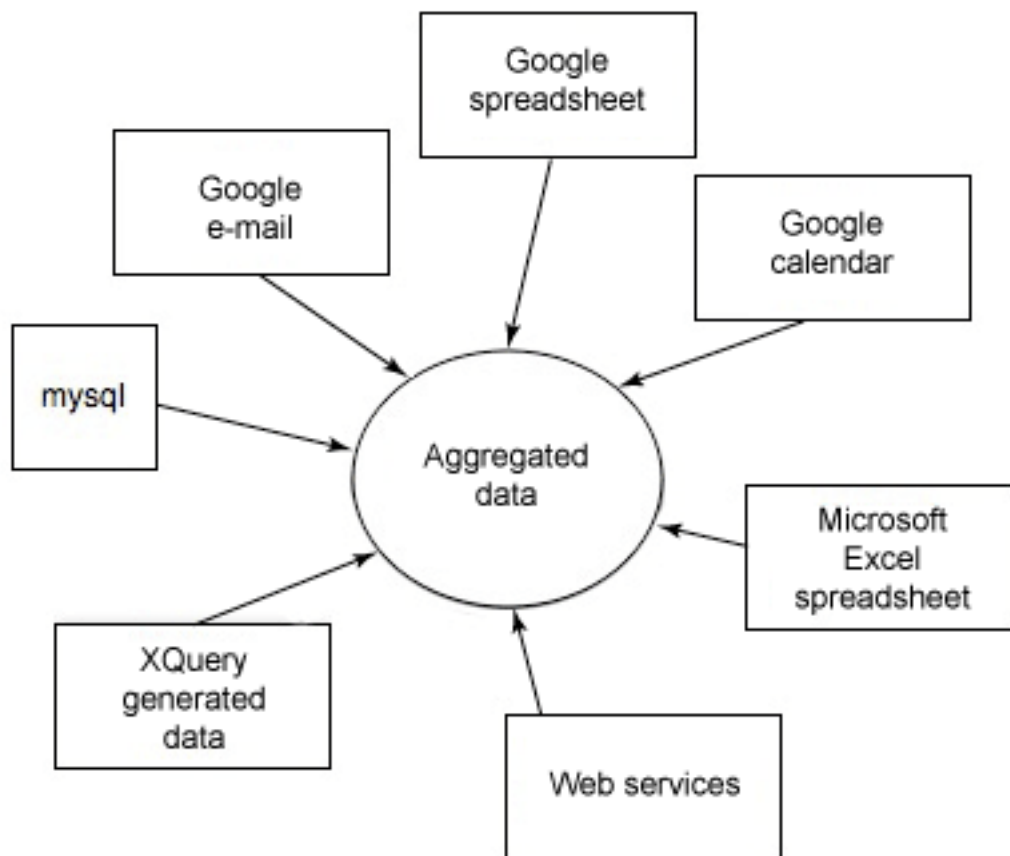 Google
spreadsheet
Google
e-mail
Google
calendar
mysql
Aggregated
data
Microsoft
Excel
spreadsheet
XQuery
generated
data
Web services